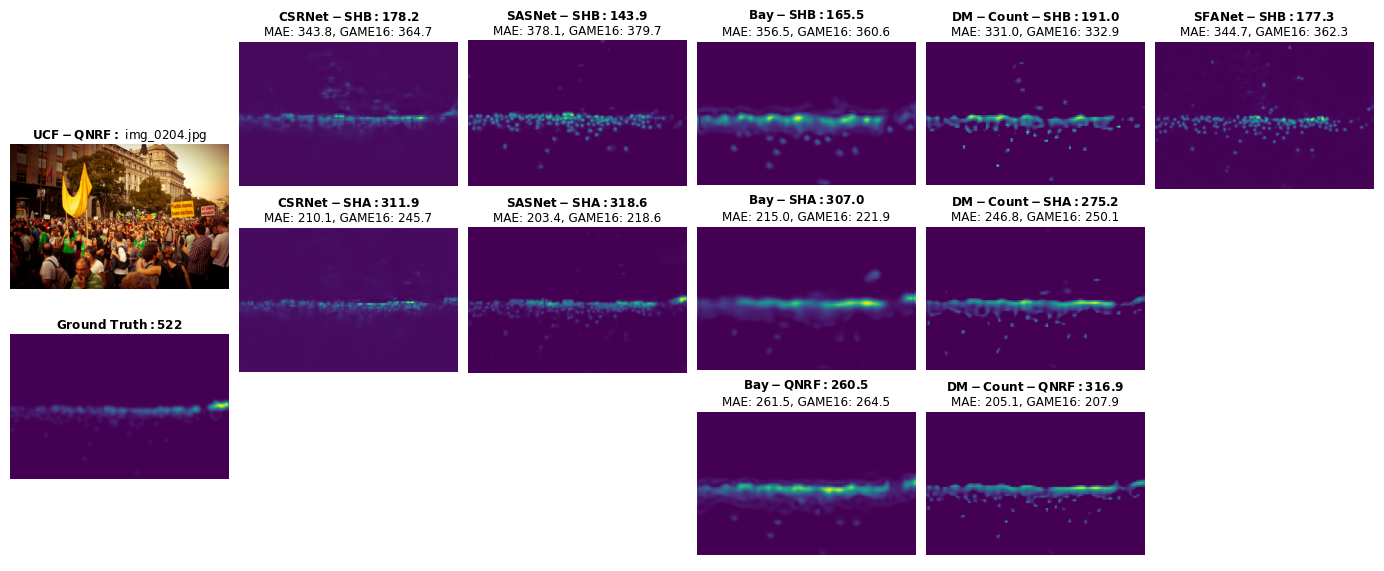 CSRNet − SHB : 178.2
MAE: 343.8, GAME16: 364.7
SASNet − SHB : 143.9
MAE: 378.1, GAME16: 379.7
Bay − SHB : 165.5
MAE: 356.5, GAME16: 360.6
DM − Count − SHB : 191.0
MAE: 331.0, GAME16: 332.9
SFANet − SHB : 177.3
MAE: 344.7, GAME16: 362.3
UCF − QNRF : img_0204.jpg
CSRNet − SHA : 311.9
MAE: 210.1, GAME16: 245.7
SASNet − SHA : 318.6
MAE: 203.4, GAME16: 218.6
Bay − SHA : 307.0
MAE: 215.0, GAME16: 221.9
DM − Count − SHA : 275.2
MAE: 246.8, GAME16: 250.1
Ground Truth : 522
Bay − QNRF : 260.5
MAE: 261.5, GAME16: 264.5
DM − Count − QNRF : 316.9
MAE: 205.1, GAME16: 207.9